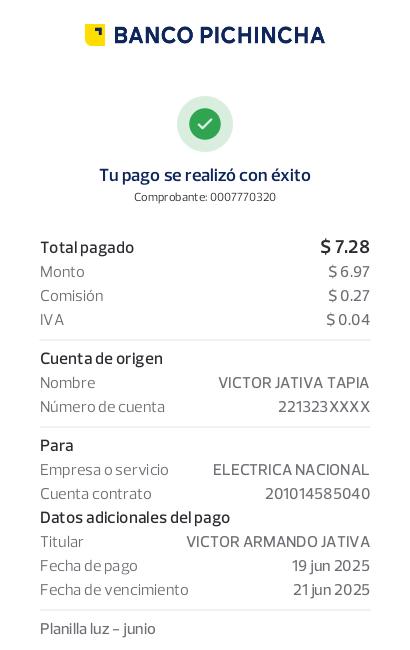 BANCO PICHINCHA
Tu pago se realizó con éxito
Comprobante: 0007770320
Total pagado $ 7.28
Monto $ 6.97
Comisión $ 0.27
IVA $ 0.04
Cuenta de origen
Nombre VICTOR JATIVA TAPIA
Número de cuenta 221323XXXX
Para
Empresa o servicio ELECTRICA NACIONAL
Cuenta contrato 201014585040
Datos adicionales del pago
Titular VICTOR ARMANDO JATIVA
Fecha de pago 19 jun 2025
Fecha de vencimiento 21 jun 2025
Planilla luz - junio